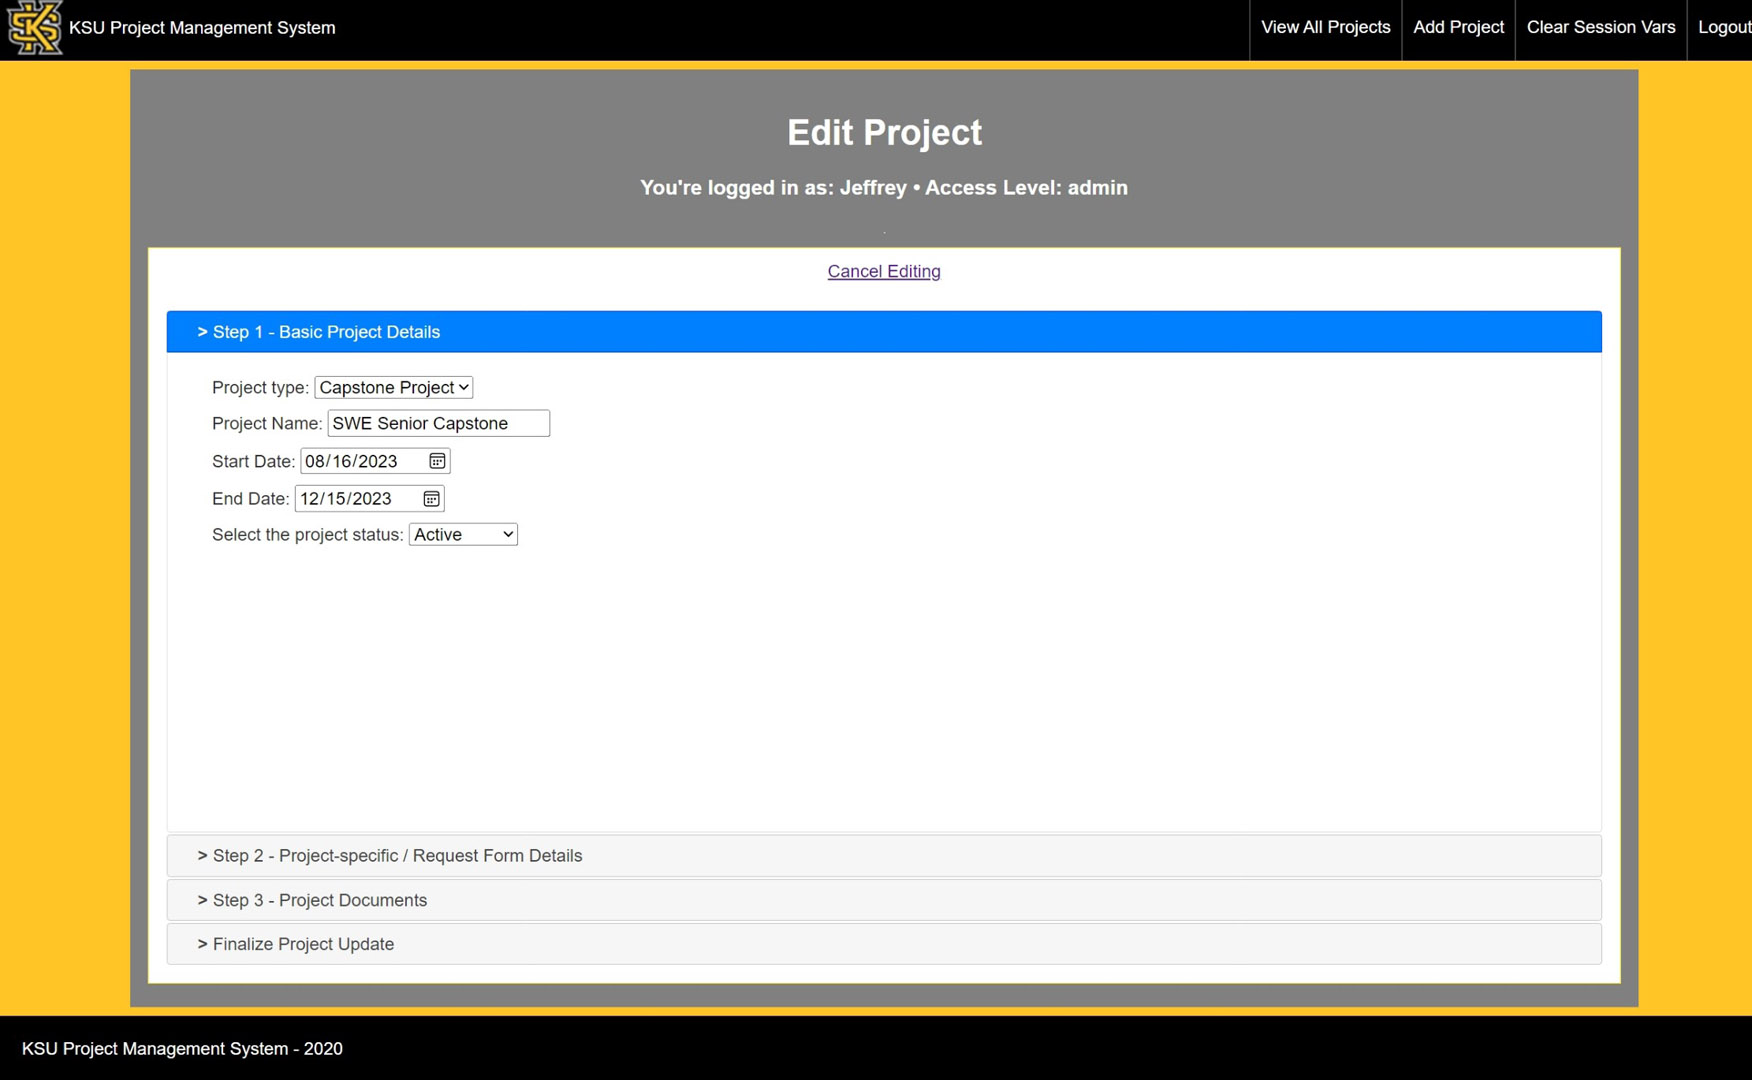 KSU Project Management System
View All Projects
Add Project
Clear Session Vars
Logout
Edit Project
You're logged in as: Jeffrey • Access Level: admin
.
Cancel Editing
> Step 1 - Basic Project Details
Project type: Capstone Project
Project Name: SWE Senior Capstone
Start Date: 08/16/2023
End Date: 12/15/2023
Select the project status: Active
> Step 2 - Project-specific / Request Form Details
> Step 3 - Project Documents
> Finalize Project Update
KSU Project Management System - 2020